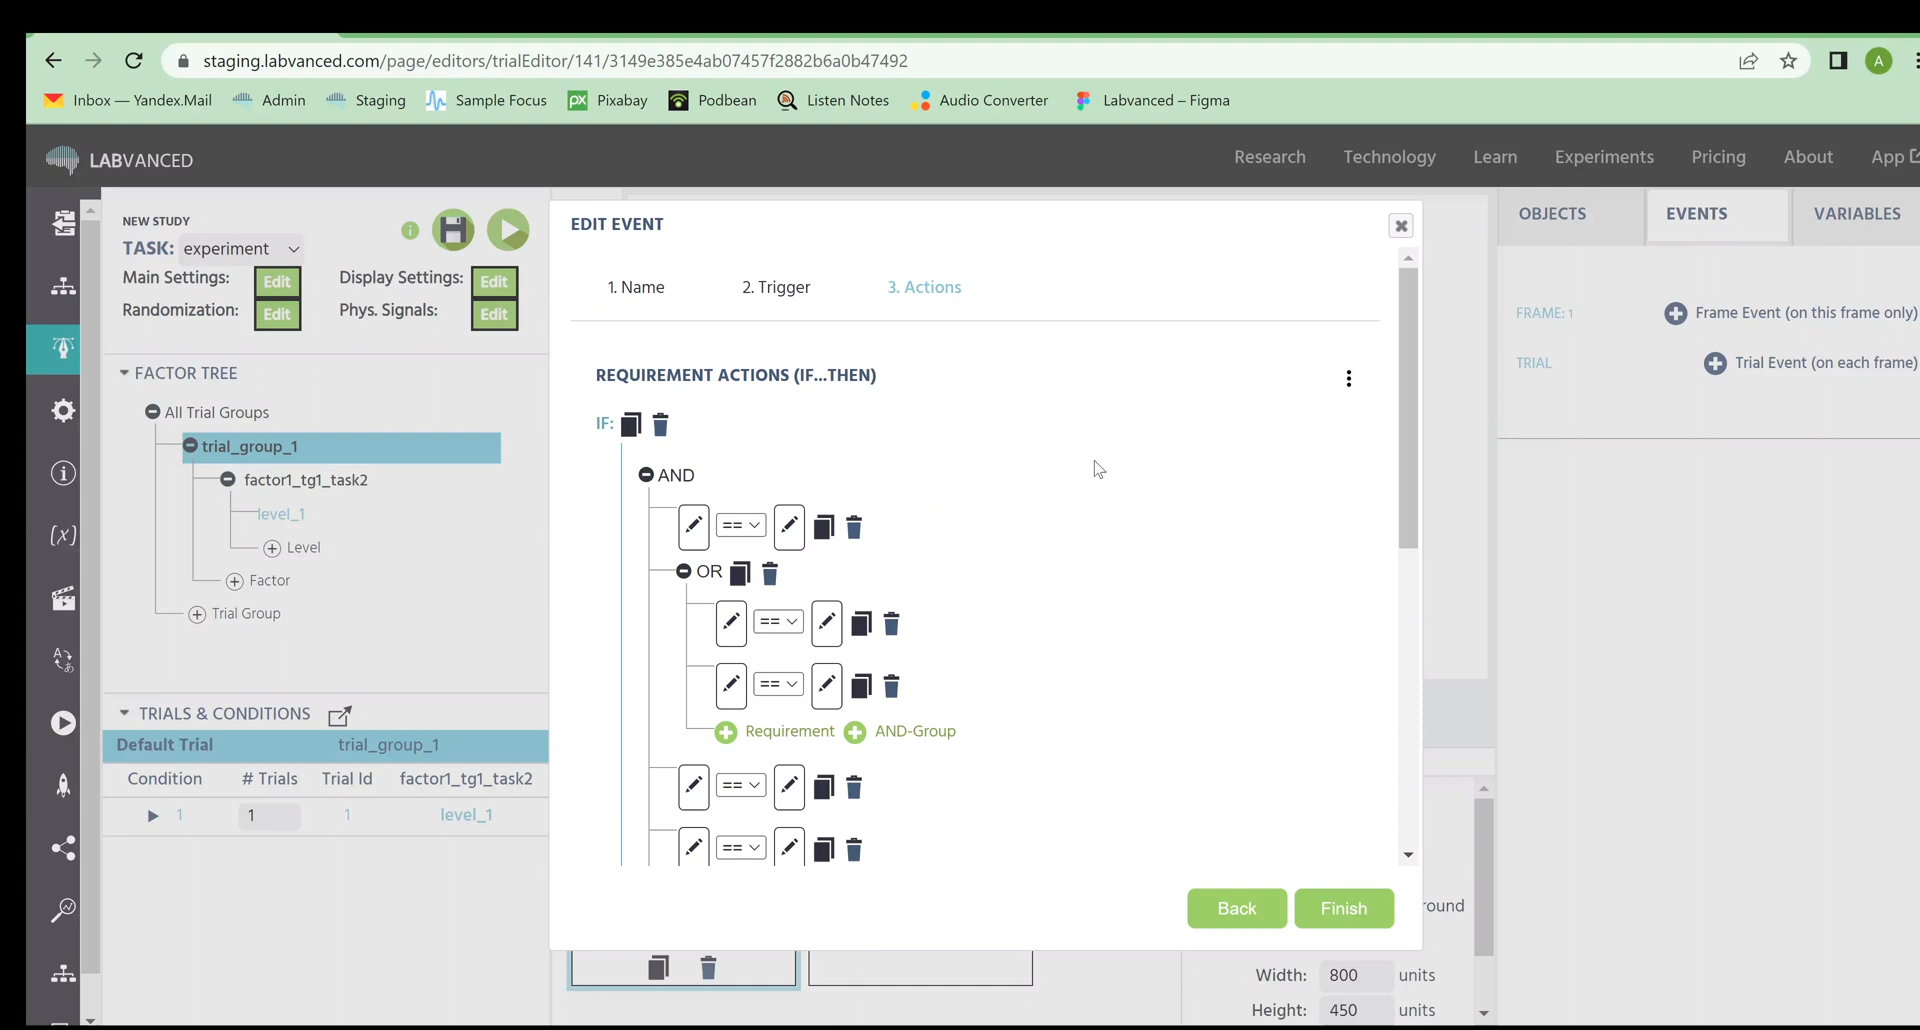 staging.labvanced.com/page/editors/trialEditor/141/3149e385e4ab07457f2882b6a0b47492
A
Inbox — Yandex.Mail Admin Staging Sample Focus Pixabay Podbean Listen Notes Audio Converter Labvanced – Figma
LABVANCED Research Technology Learn Experiments Pricing About App
NEW STUDY
TASK: experiment
Main Settings: Edit Display Settings: Edit
Randomization: Edit Phys. Signals: Edit
FACTOR TREE
All Trial Groups
trial_group_1
factor1_tg1_task2
level_1
Level
Factor
Trial Group
TRIALS & CONDITIONS
Default Trial trial_group_1
Condition # Trials Trial Id factor1_tg1_task2
1 1 1 level_1
EDIT EVENT
1. Name 2. Trigger 3. Actions
REQUIREMENT ACTIONS (IF...THEN)
IF:
AND
==
OR
==
==
Requirement AND-Group
==
==
Back Finish
OBJECTS EVENTS VARIABLES
FRAME: 1 Frame Event (on this frame only)
TRIAL Trial Event (on each frame)
round
Width: 800 units
Height: 450 units